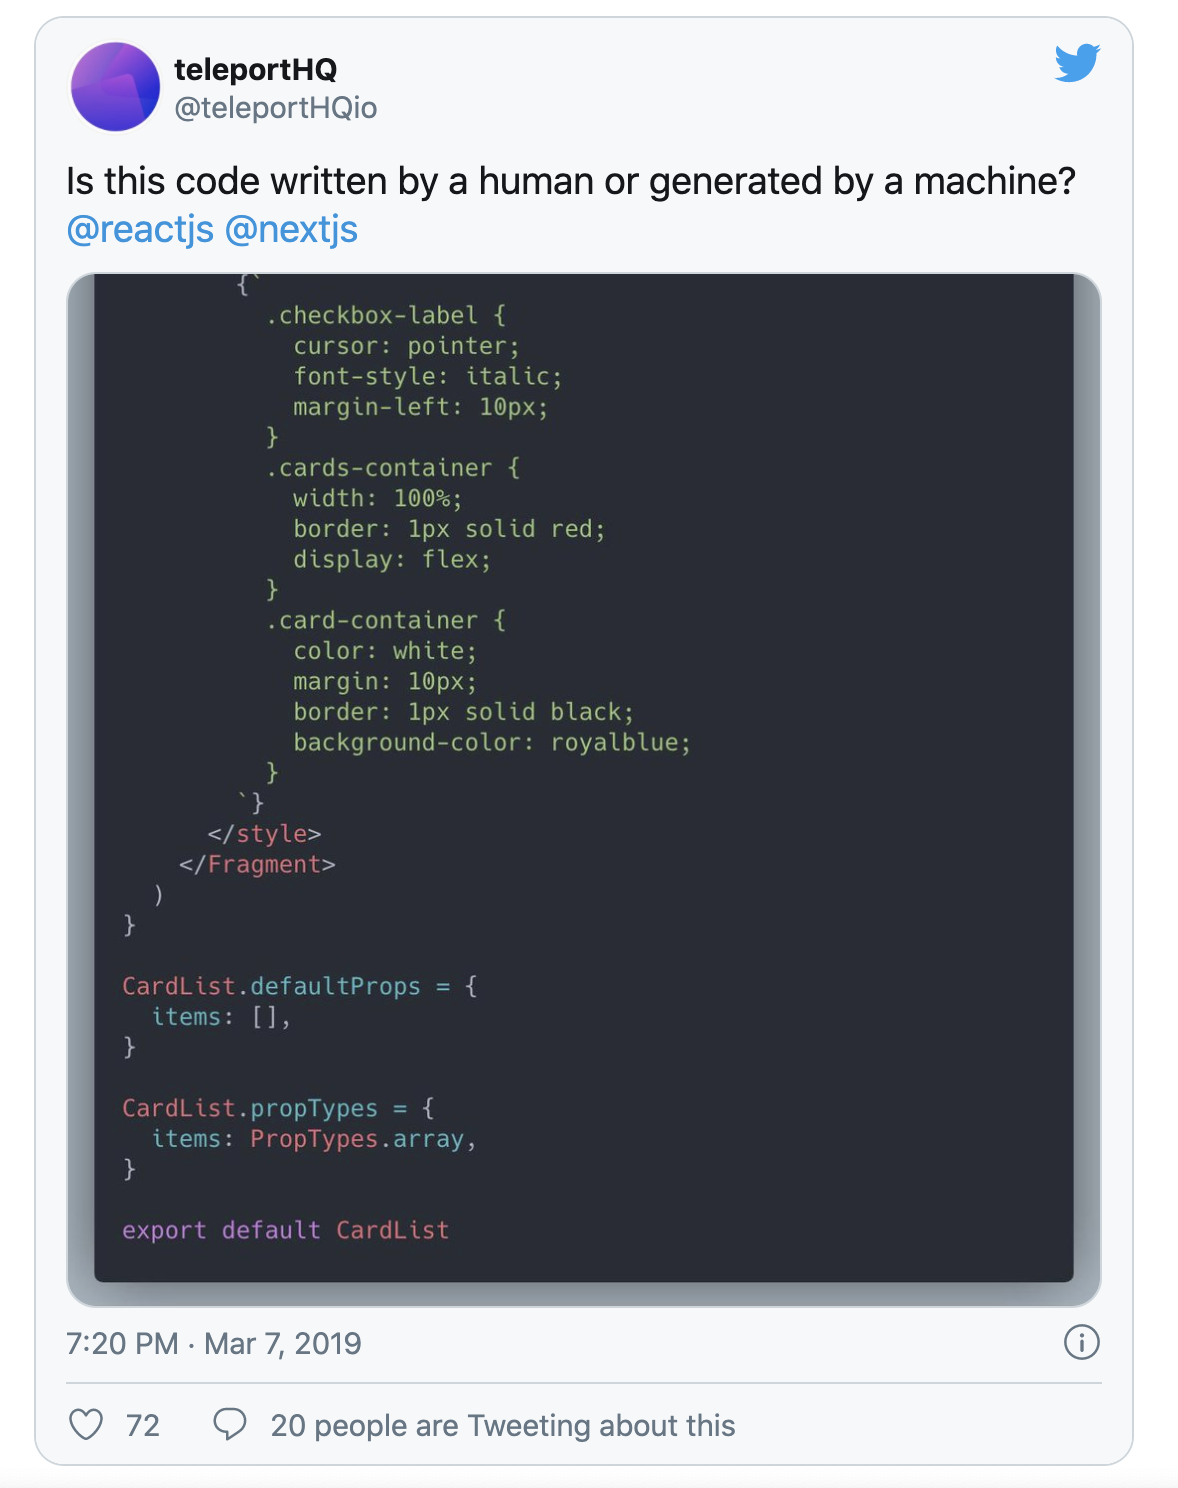 teleportHQ
@teleportHQio
Is this code written by a human or generated by a machine?
@reactjs @nextjs
{`
.checkbox-label {
cursor: pointer;
font-style: italic;
margin-left: 10px;
}
.cards-container {
width: 100%;
border: 1px solid red;
display: flex;
}
.card-container {
color: white;
margin: 10px;
border: 1px solid black;
background-color: royalblue;
}
`}
</style>
</Fragment>
)
}
CardList.defaultProps = {
items: [],
}
CardList.propTypes = {
items: PropTypes.array,
}
export default CardList
7:20 PM · Mar 7, 2019
72 20 people are Tweeting about this